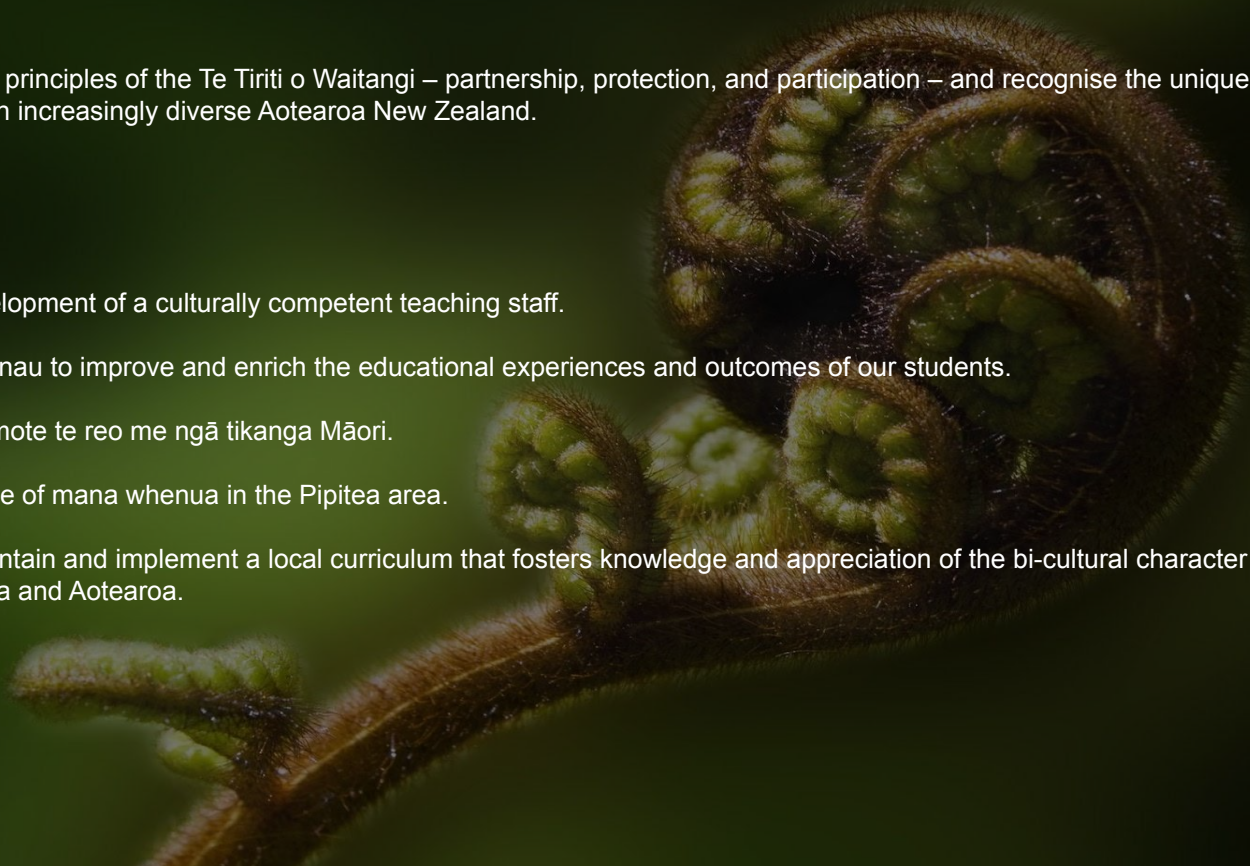 principles of the Te Tiriti o Waitangi – partnership, protection, and participation – and recognise the unique
n increasingly diverse Aotearoa New Zealand.
lopment of a culturally competent teaching staff.
nau to improve and enrich the educational experiences and outcomes of our students.
mote te reo me ngā tikanga Māori.
e of mana whenua in the Pipitea area.
ntain and implement a local curriculum that fosters knowledge and appreciation of the bi-cultural character
a and Aotearoa.